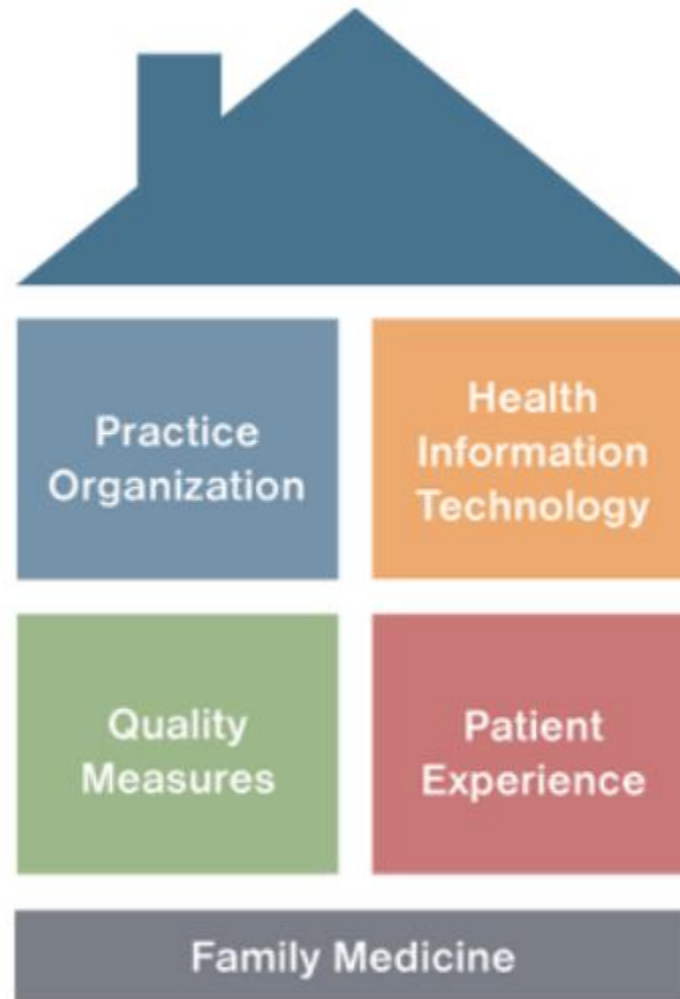 Practice
Organization
Health
Information
Technology
Quality
Measures
Patient
Experience
Family Medicine